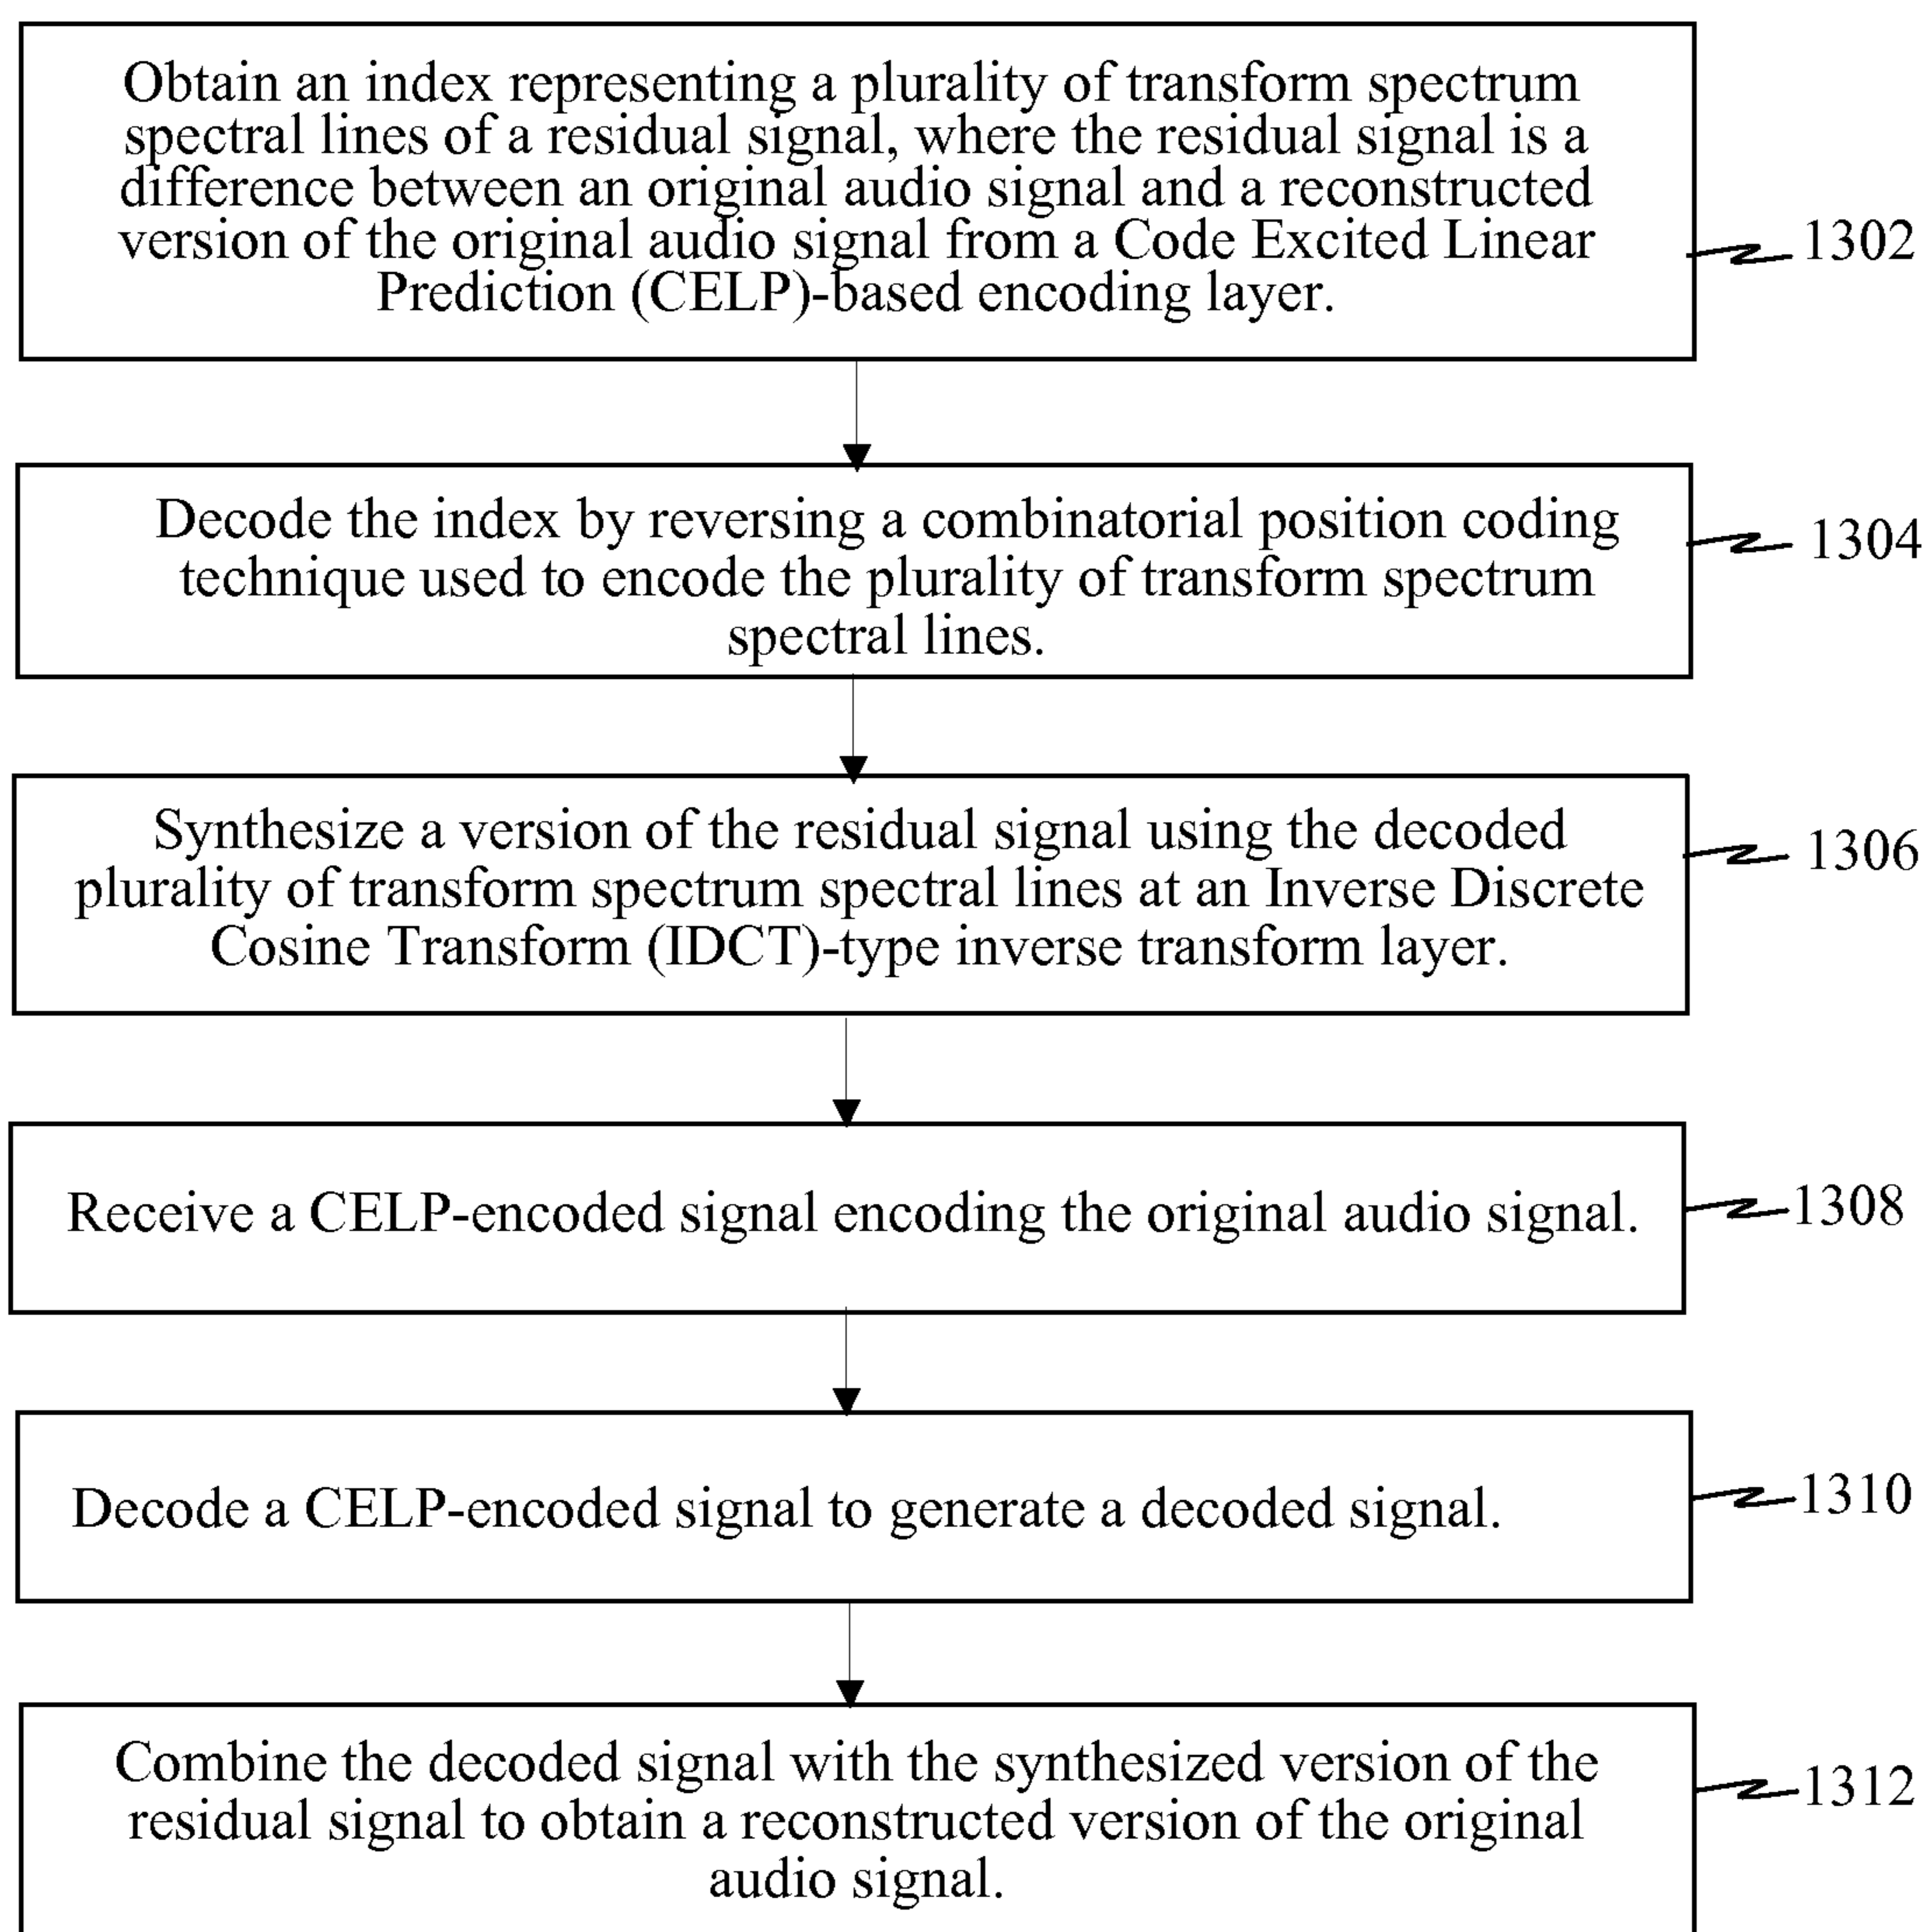 Obtain an index representing a plurality of transform spectrum
spectral lines of a residual signal, where the residual signal is a
difference between an original audio signal and a reconstructed
version of the original audio signal from a Code Excited Linear
Prediction (CELP)-based encoding layer.
1302
Decode the index by reversing a combinatorial position coding
technique used to encode the plurality of transform spectrum
spectral lines.
1304
Synthesize a version of the residual signal using the decoded
plurality of transform spectrum spectral lines at an Inverse Discrete
Cosine Transform (IDCT)-type inverse transform layer.
1306
Receive a CELP-encoded signal encoding the original audio signal.
1308
Decode a CELP-encoded signal to generate a decoded signal.
1310
Combine the decoded signal with the synthesized version of the
residual signal to obtain a reconstructed version of the original
audio signal.
1312